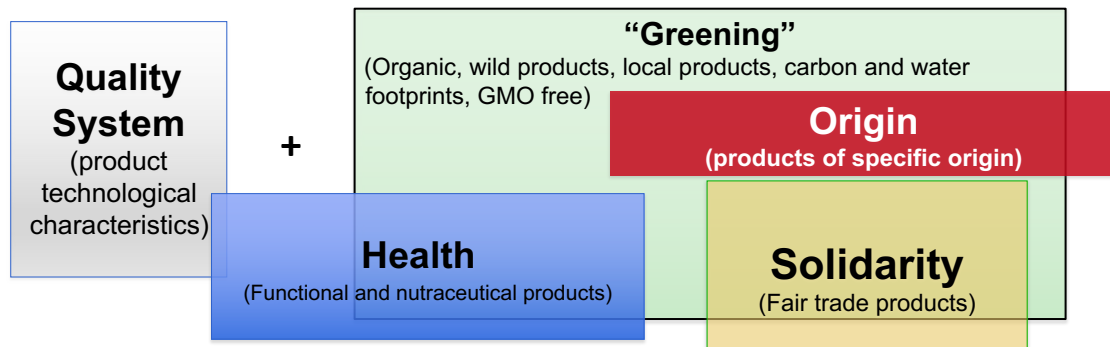 Quality
System
(product
technological
characteristics)
+
“Greening”
(Organic, wild products, local products, carbon and water
footprints, GMO free)
Origin
(products of specific origin)
Health
(Functional and nutraceutical products)
Solidarity
(Fair trade products)